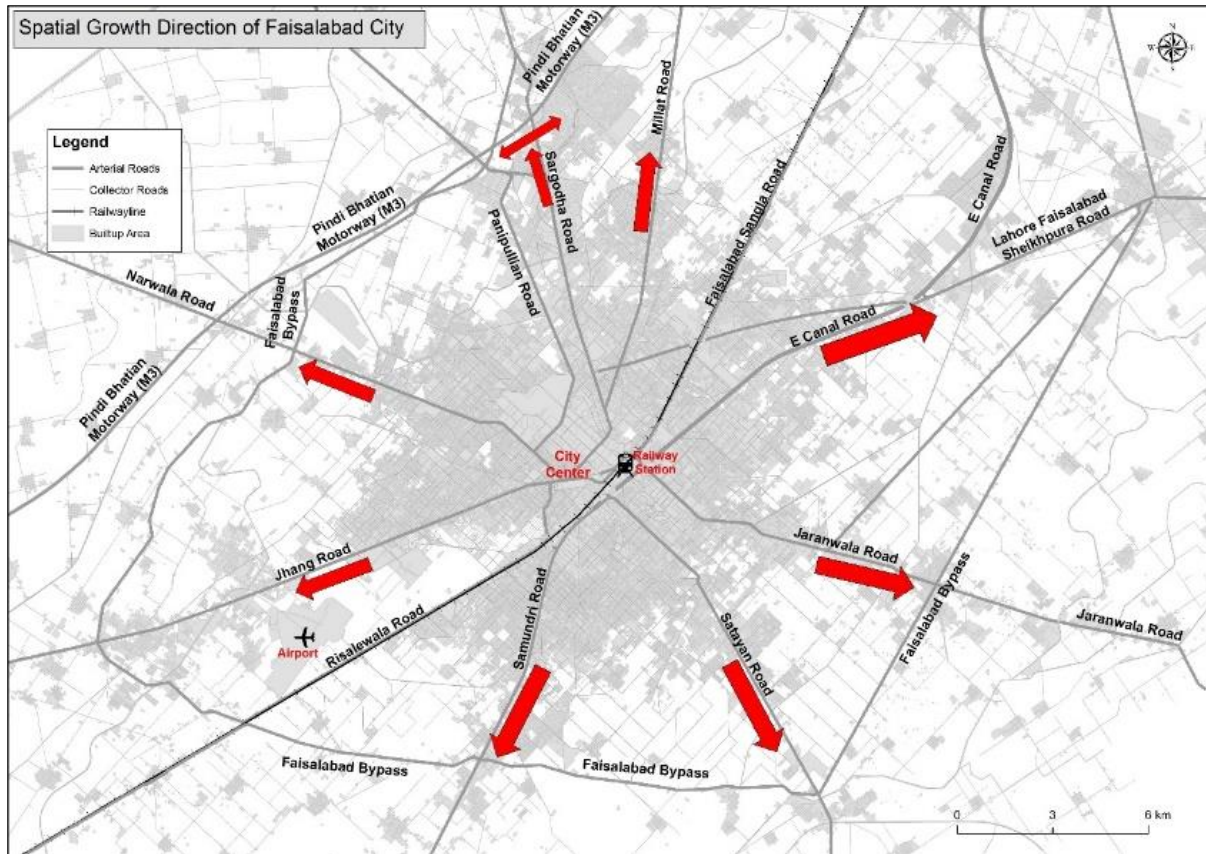 Spatial Growth Direction of Faisalabad City
Pindi Bhatian
Motorway (M3)
N
W
E
S
Millat Road
Legend
Arterial Roads
Collector Roads
Railwayline
Builtup Area
Sargodha Road
Panipullian Road
Faisalabad Sangla Road
E Canal Road
Lahore Faisalabad
Sheikhpura Road
Pindi Bhatian
Motorway (M3)
Narwala Road
Faisalabad
Bypass
E Canal Road
Pindi Bhatian
Motorway (M3)
City
Center
Railway
Station
Jhang Road
Jaranwala Road
Faisalabad Bypass
Jaranwala Road
Airport
Risalewala Road
Samundri Road
Satayan Road
Faisalabad Bypass
Faisalabad Bypass
0 3 6 km